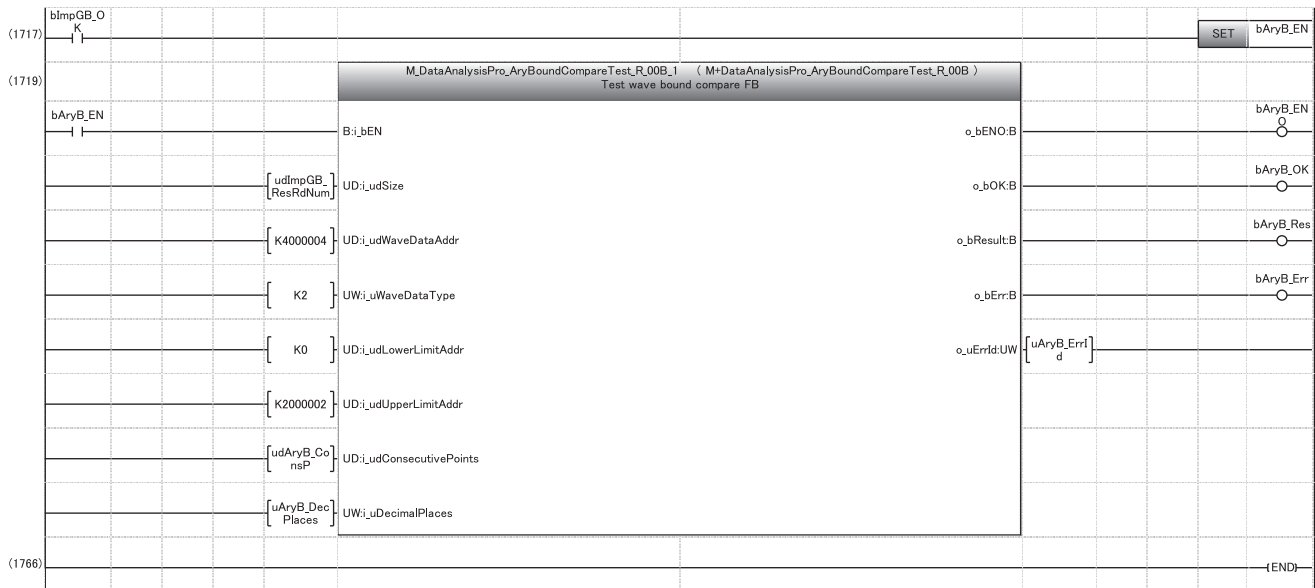 bImpGB_O
K
(1717)
SET bAryB_EN
(1719)
M_DataAnalysisPro_AryBoundCompareTest_R_00B_1 ( M+DataAnalysisPro_AryBoundCompareTest_R_00B )
Test wave bound compare FB
bAryB_EN
B:i_bEN
o_bENO:B
bAryB_EN
O
udImpGB_
ResRdNum
UD:i_udSize
o_bOK:B
bAryB_OK
K4000004
UD:i_udWaveDataAddr
o_bResult:B
bAryB_Res
K2
UW:i_uWaveDataType
o_bErr:B
bAryB_Err
K0
UD:i_udLowerLimitAddr
o_uErrId:UW
uAryB_ErrI
d
K2000002
UD:i_udUpperLimitAddr
udAryB_Co
nsP
UD:i_udConsecutivePoints
uAryB_Dec
Places
UW:i_uDecimalPlaces
(1766)
{END}